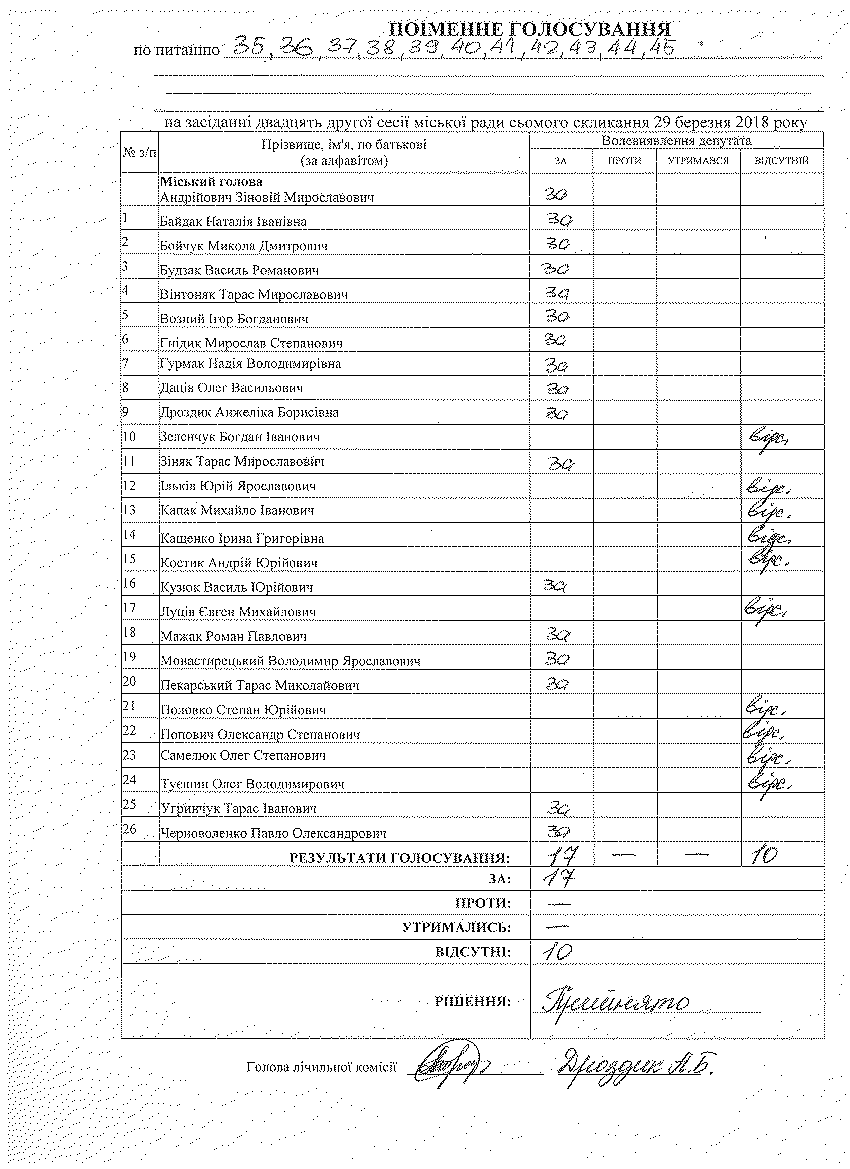 ПОІМЕННЕ ГОЛОСУВАННЯ
по питанню 35, 36, 37, 38, 39, 40, 41, 42, 43, 44, 45
на засіданні двадцять другої сесії міської ради сьомого скликання 29 березня 2018 року
№ з/п Прізвище, ім'я, по батькові (за алфавітом) Волевиявлення депутата
ЗА ПРОТИ УТРИМАВСЯ ВІДСУТНІЙ
Міський голова
Андрійович Зіновій Мирославович за
1 Байдак Наталія Іванівна за
2 Бойчук Микола Дмитрович за
3 Будзак Василь Романович за
4 Вінтоняк Тарас Мирославович за
5 Возний Ігор Богданович за
6 Гнідик Мирослав Степанович за
7 Гурмак Надія Володимирівна за
8 Даців Олег Васильович за
9 Дроздик Анжеліка Борисівна за
10 Зеленчук Богдан Іванович відс.
11 Зіняк Тарас Мирославович за
12 Ільків Юрій Ярославович відс.
13 Капак Михайло Іванович відс.
14 Кащенко Ірина Григорівна відс.
15 Костик Андрій Юрійович відс.
16 Кузюк Василь Юрійович за
17 Луців Євген Михайлович відс.
18 Мажак Роман Павлович за
19 Монастирецький Володимир Ярославович за
20 Пекарський Тарас Миколайович за
21 Половко Степан Юрійович відс.
22 Попович Олександр Степанович відс.
23 Самелюк Олег Степанович відс.
24 Туєшин Олег Володимирович відс.
25 Угринчук Тарас Іванович за
26 Черноволенко Павло Олександрович за
РЕЗУЛЬТАТИ ГОЛОСУВАННЯ: 17 — — 10
ЗА: 17
ПРОТИ: —
УТРИМАЛИСЬ: —
ВІДСУТНІ: 10
РІШЕННЯ: Прийнято
Голова лічильної комісії Дроздик А.Б.